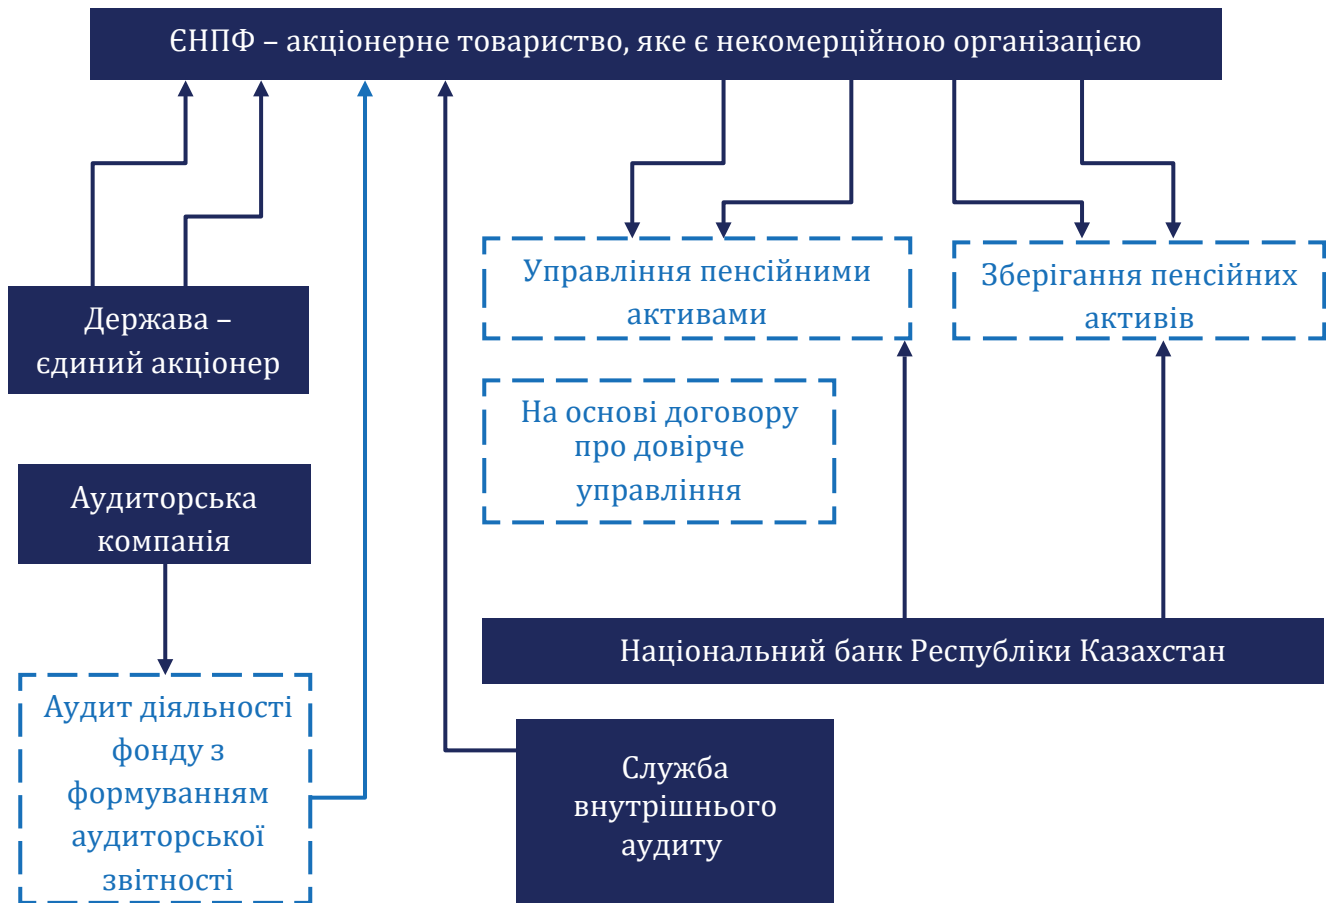 ЄНПФ – акціонерне товариство, яке є некомерційною організацією
Управління пенсійними
активами
Зберігання пенсійних
активів
Держава –
єдиний акціонер
На основі договору
про довірче
управління
Аудиторська
компанія
Національний банк Республіки Казахстан
Аудит діяльності
фонду з
формуванням
аудиторської
звітності
Служба
внутрішнього
аудиту